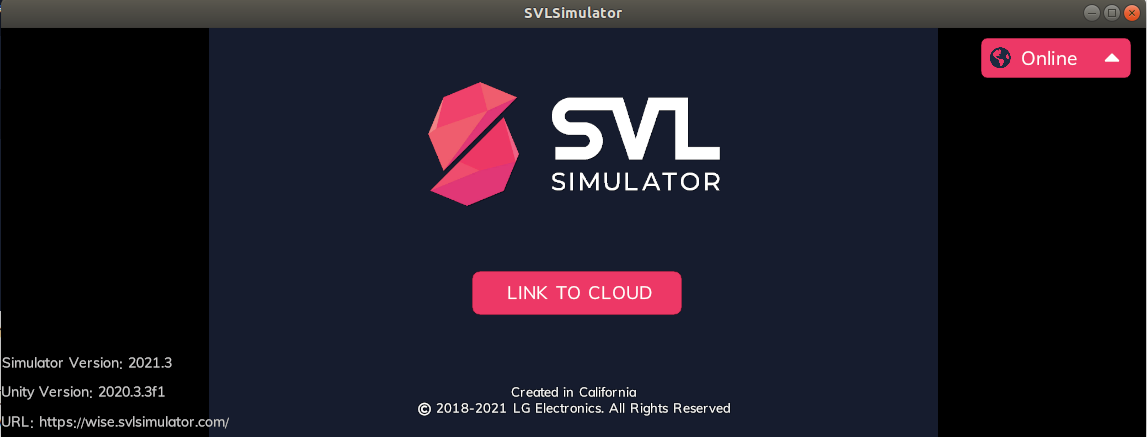 SVLSimulator
Online
SVL
SIMULATOR
LINK TO CLOUD
Simulator Version: 2021.3
Unity Version: 2020.3.3f1
URL: https://wise.svlsimulator.com/
Created in California
© 2018-2021 LG Electronics. All Rights Reserved